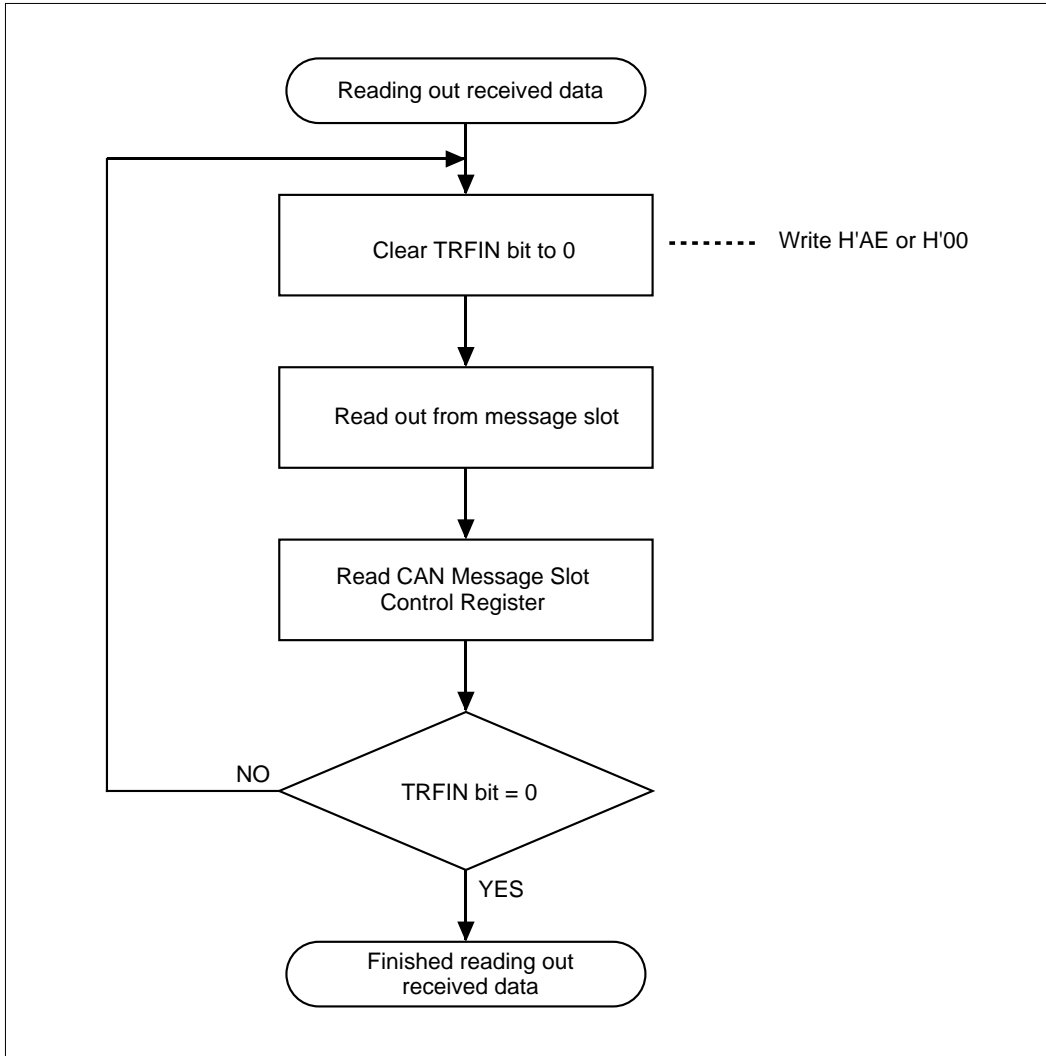 Reading out received data
Clear TRFIN bit to 0
Write H'AE or H'00
Read out from message slot
Read CAN Message Slot
Control Register
NO
TRFIN bit = 0
YES
Finished reading out
received data